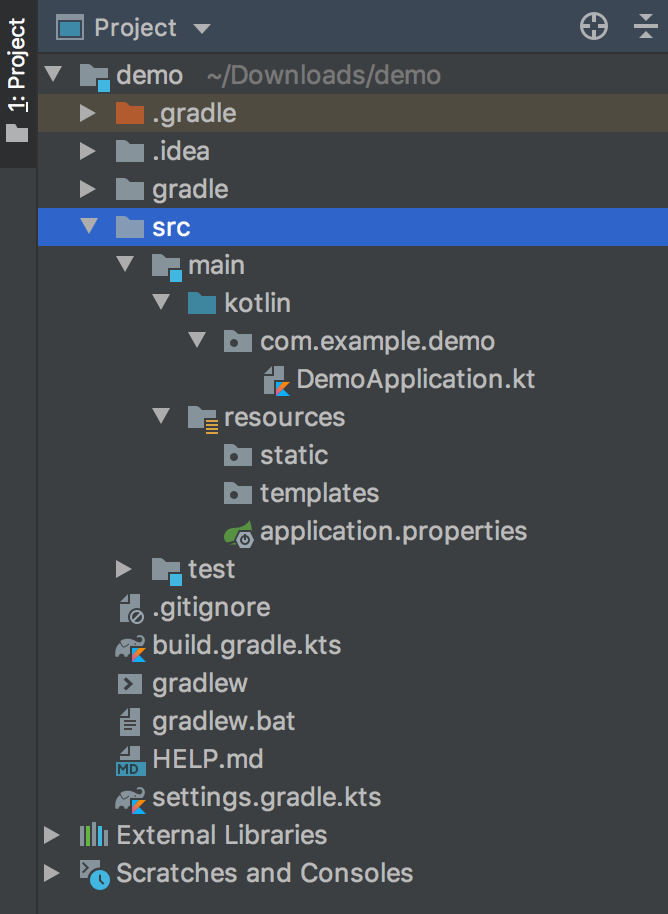 1: Project
Project
demo ~/Downloads/demo
.gradle
.idea
gradle
src
main
kotlin
com.example.demo
DemoApplication.kt
resources
static
templates
application.properties
test
.gitignore
build.gradle.kts
gradlew
gradlew.bat
MD HELP.md
settings.gradle.kts
External Libraries
Scratches and Consoles